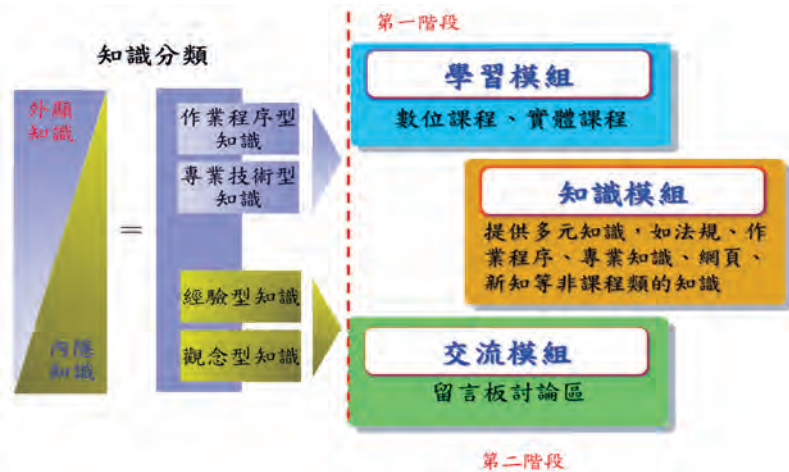 第一階段
知識分類
外顯
知識
內隱
知識
=
作業程序型
知識
專業技術型
知識
經驗型知識
觀念型知識
學習模組
數位課程、實體課程
知識模組
提供多元知識，如法規、作
業程序、專業知識、網頁、
新知等非課程類的知識
交流模組
留言板討論區
第二階段